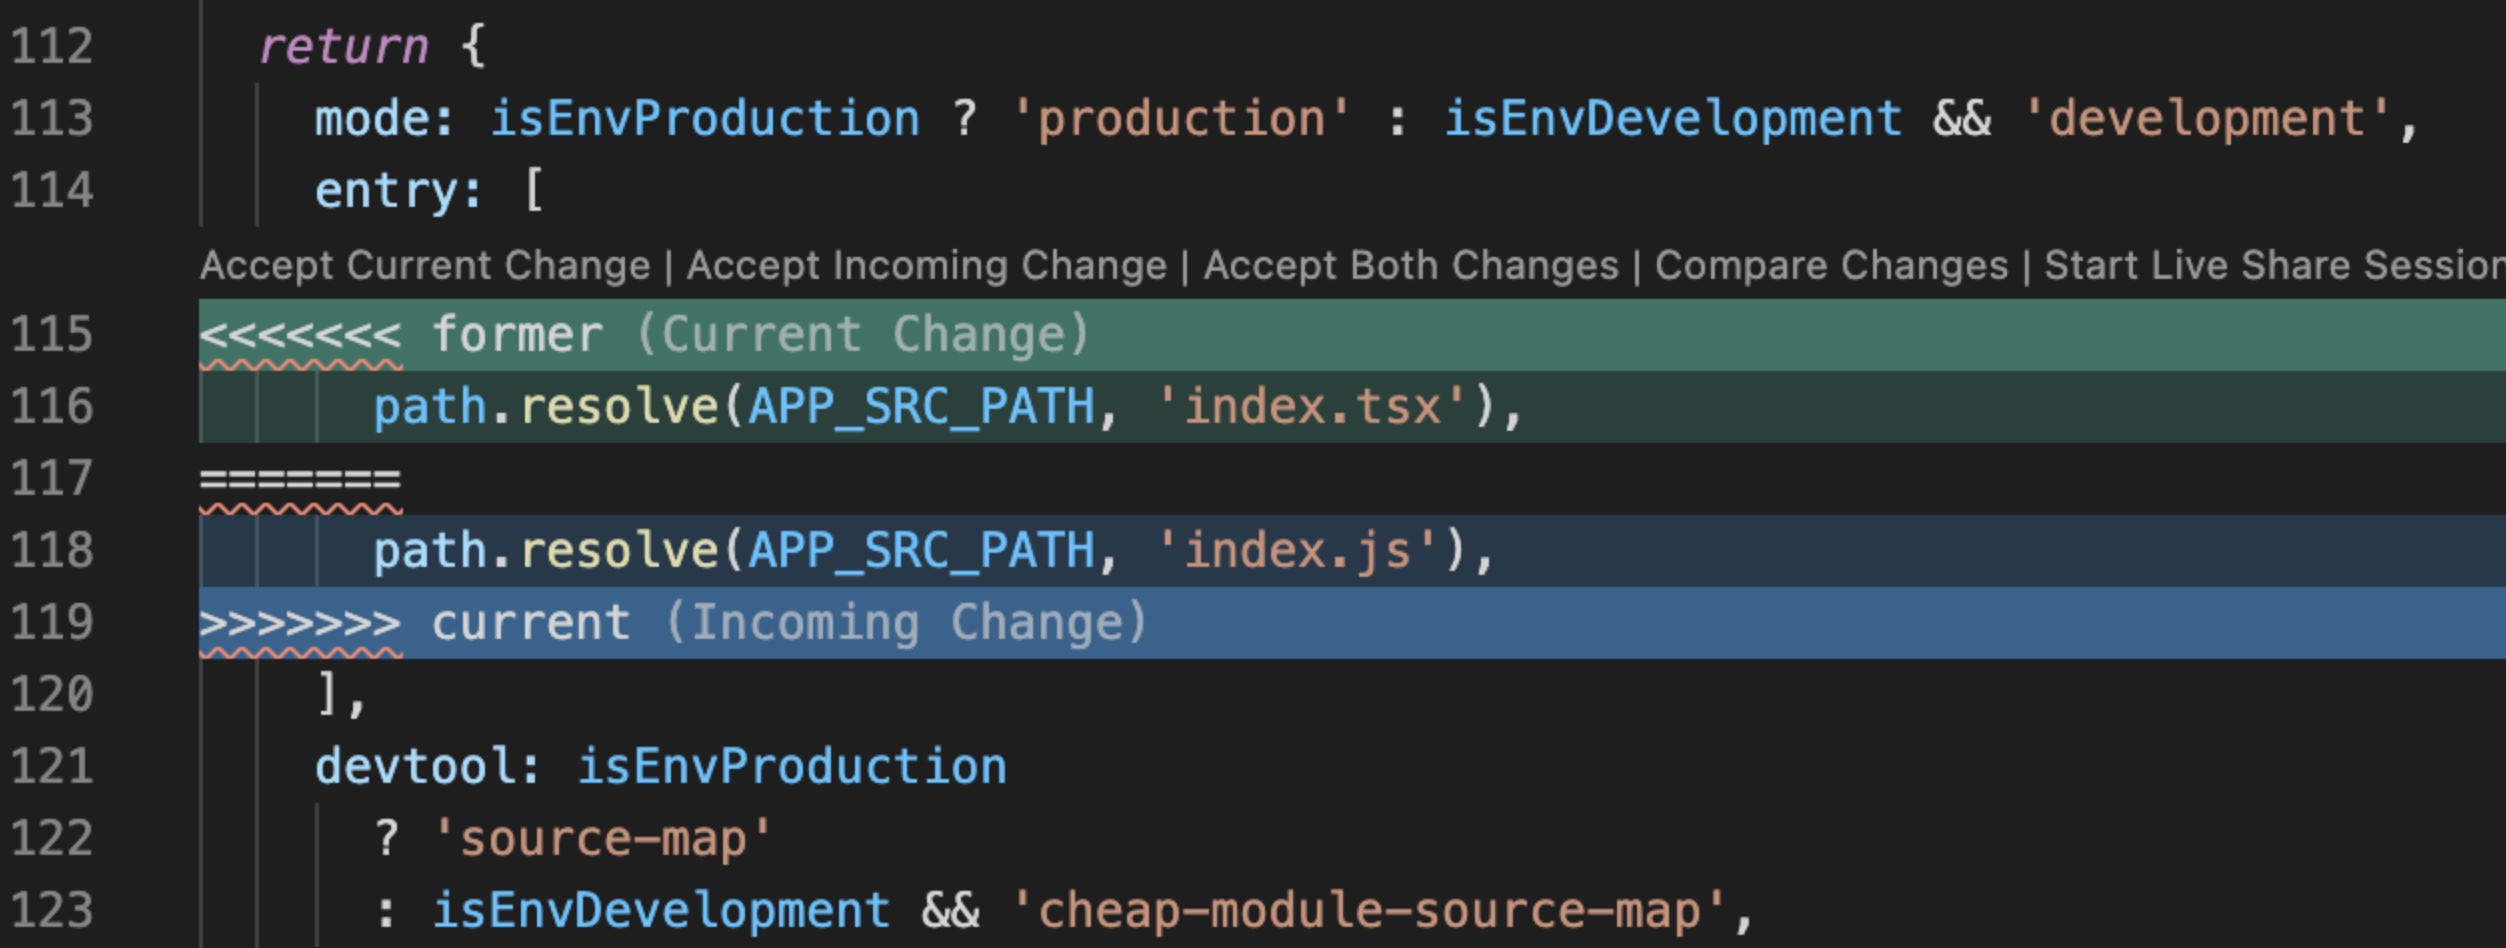 112 return {
113 mode: isEnvProduction ? 'production' : isEnvDevelopment && 'development',
114 entry: [
Accept Current Change | Accept Incoming Change | Accept Both Changes | Compare Changes | Start Live Share Session
115 <<<<<<< former (Current Change)
116 path.resolve(APP_SRC_PATH, 'index.tsx'),
117 =======
118 path.resolve(APP_SRC_PATH, 'index.js'),
119 >>>>>>> current (Incoming Change)
120 ],
121 devtool: isEnvProduction
122 ? 'source-map'
123 : isEnvDevelopment && 'cheap-module-source-map',